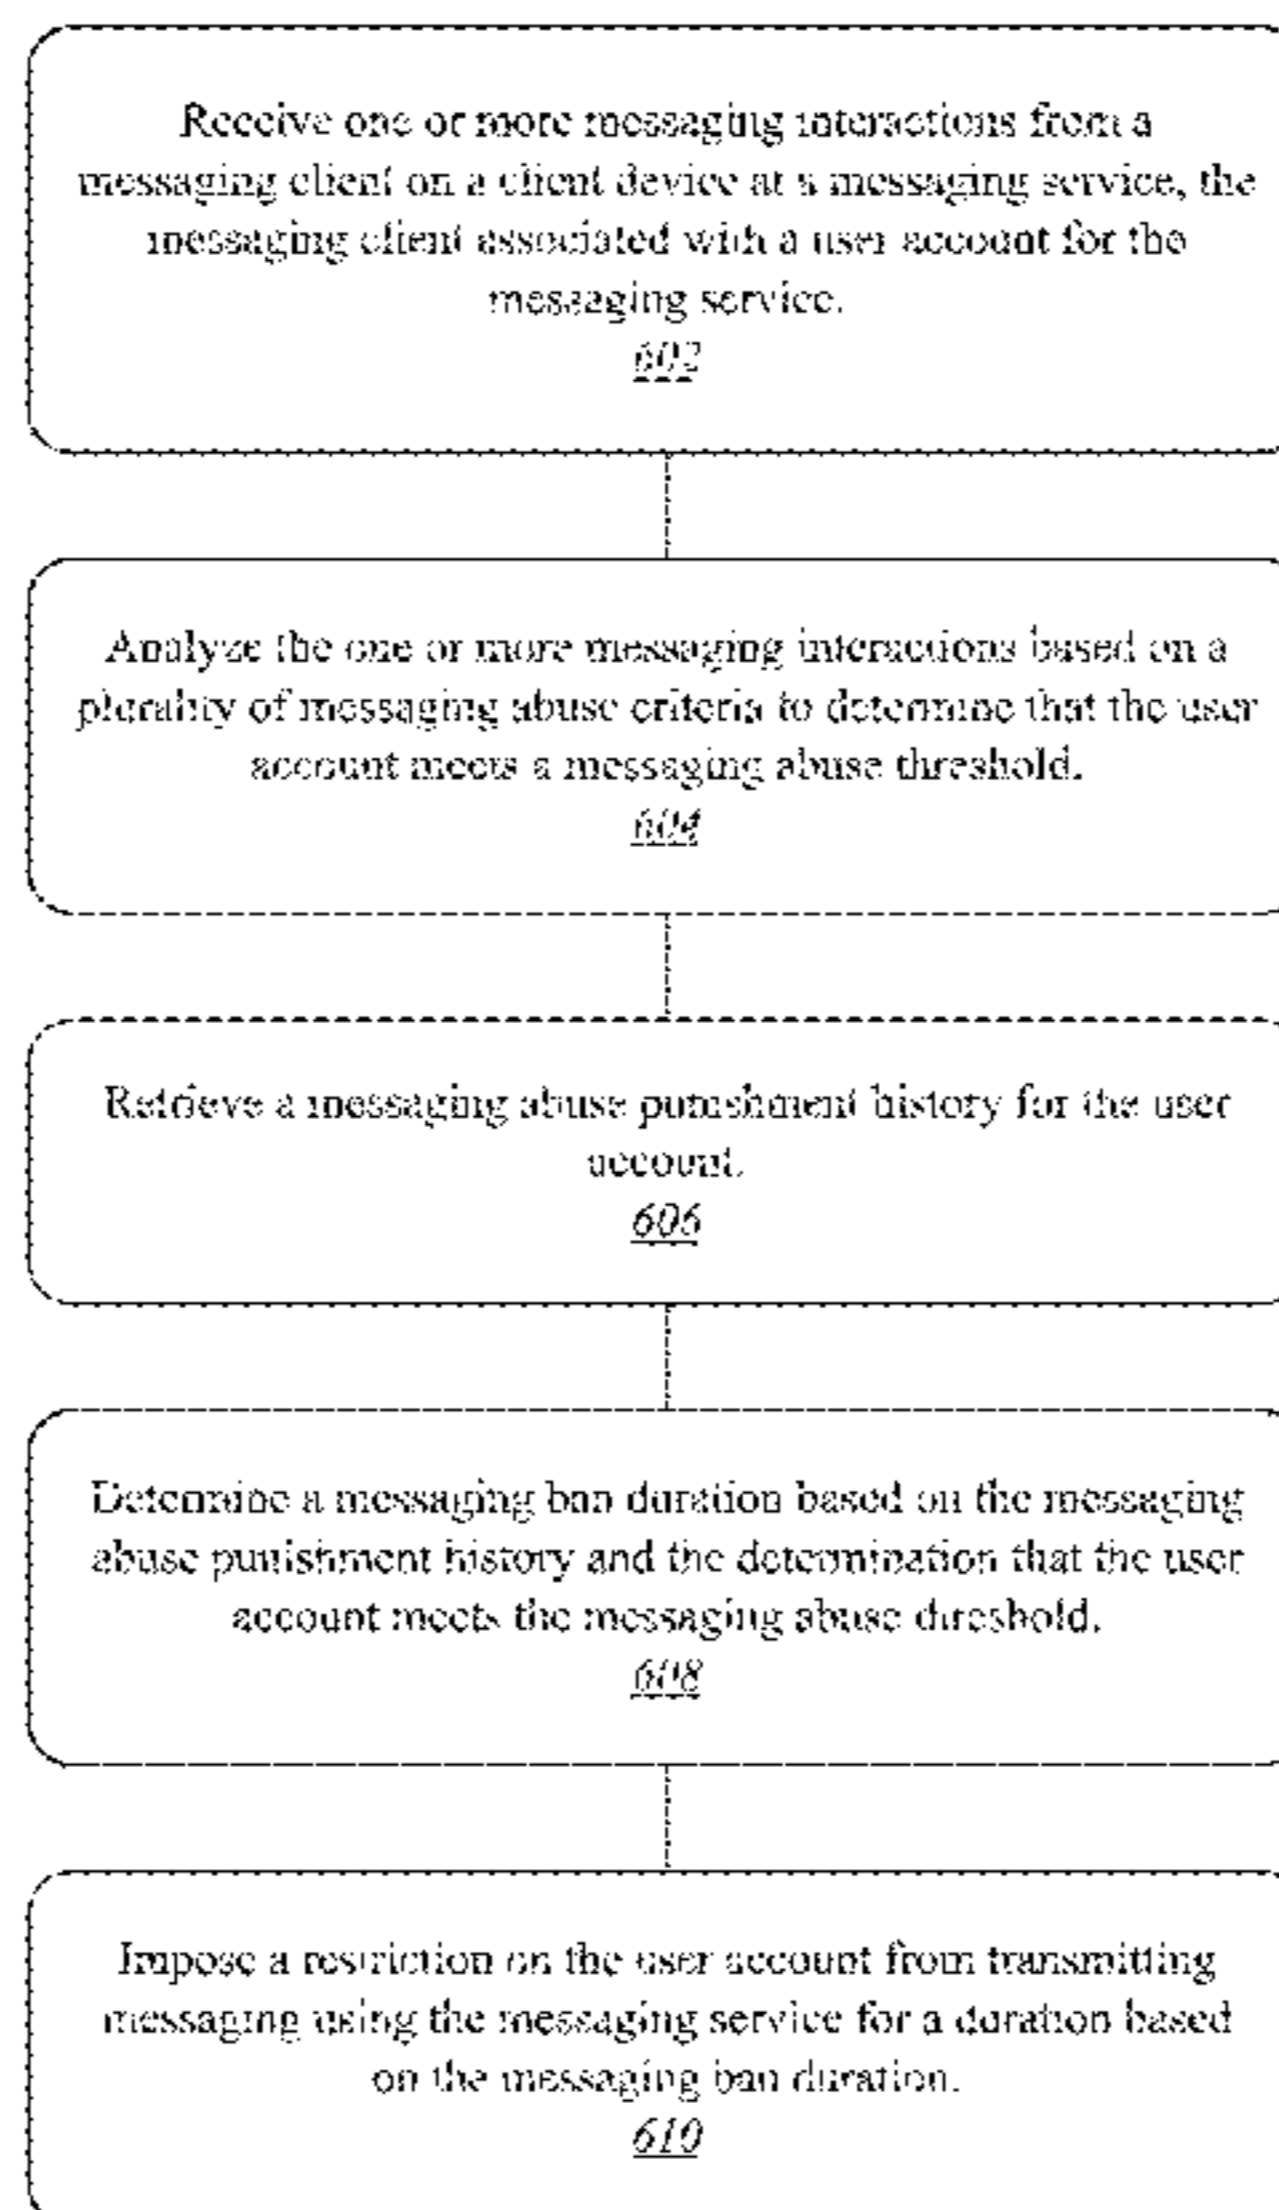 Receive one or more messaging interactions from a
messaging client on a client device at a messaging service, the
messaging client associated with a user account for the
messaging service.
602
Analyze the one or more messaging interactions based on a
plurality of messaging abuse criteria to determine that the user
account meets a messaging abuse threshold.
604
Retrieve a messaging abuse punishment history for the user
account.
606
Determine a messaging ban duration based on the messaging
abuse punishment history and the determination that the user
account meets the messaging abuse threshold.
608
Impose a restriction on the user account from transmitting
messaging using the messaging service for a duration based
on the messaging ban duration.
610